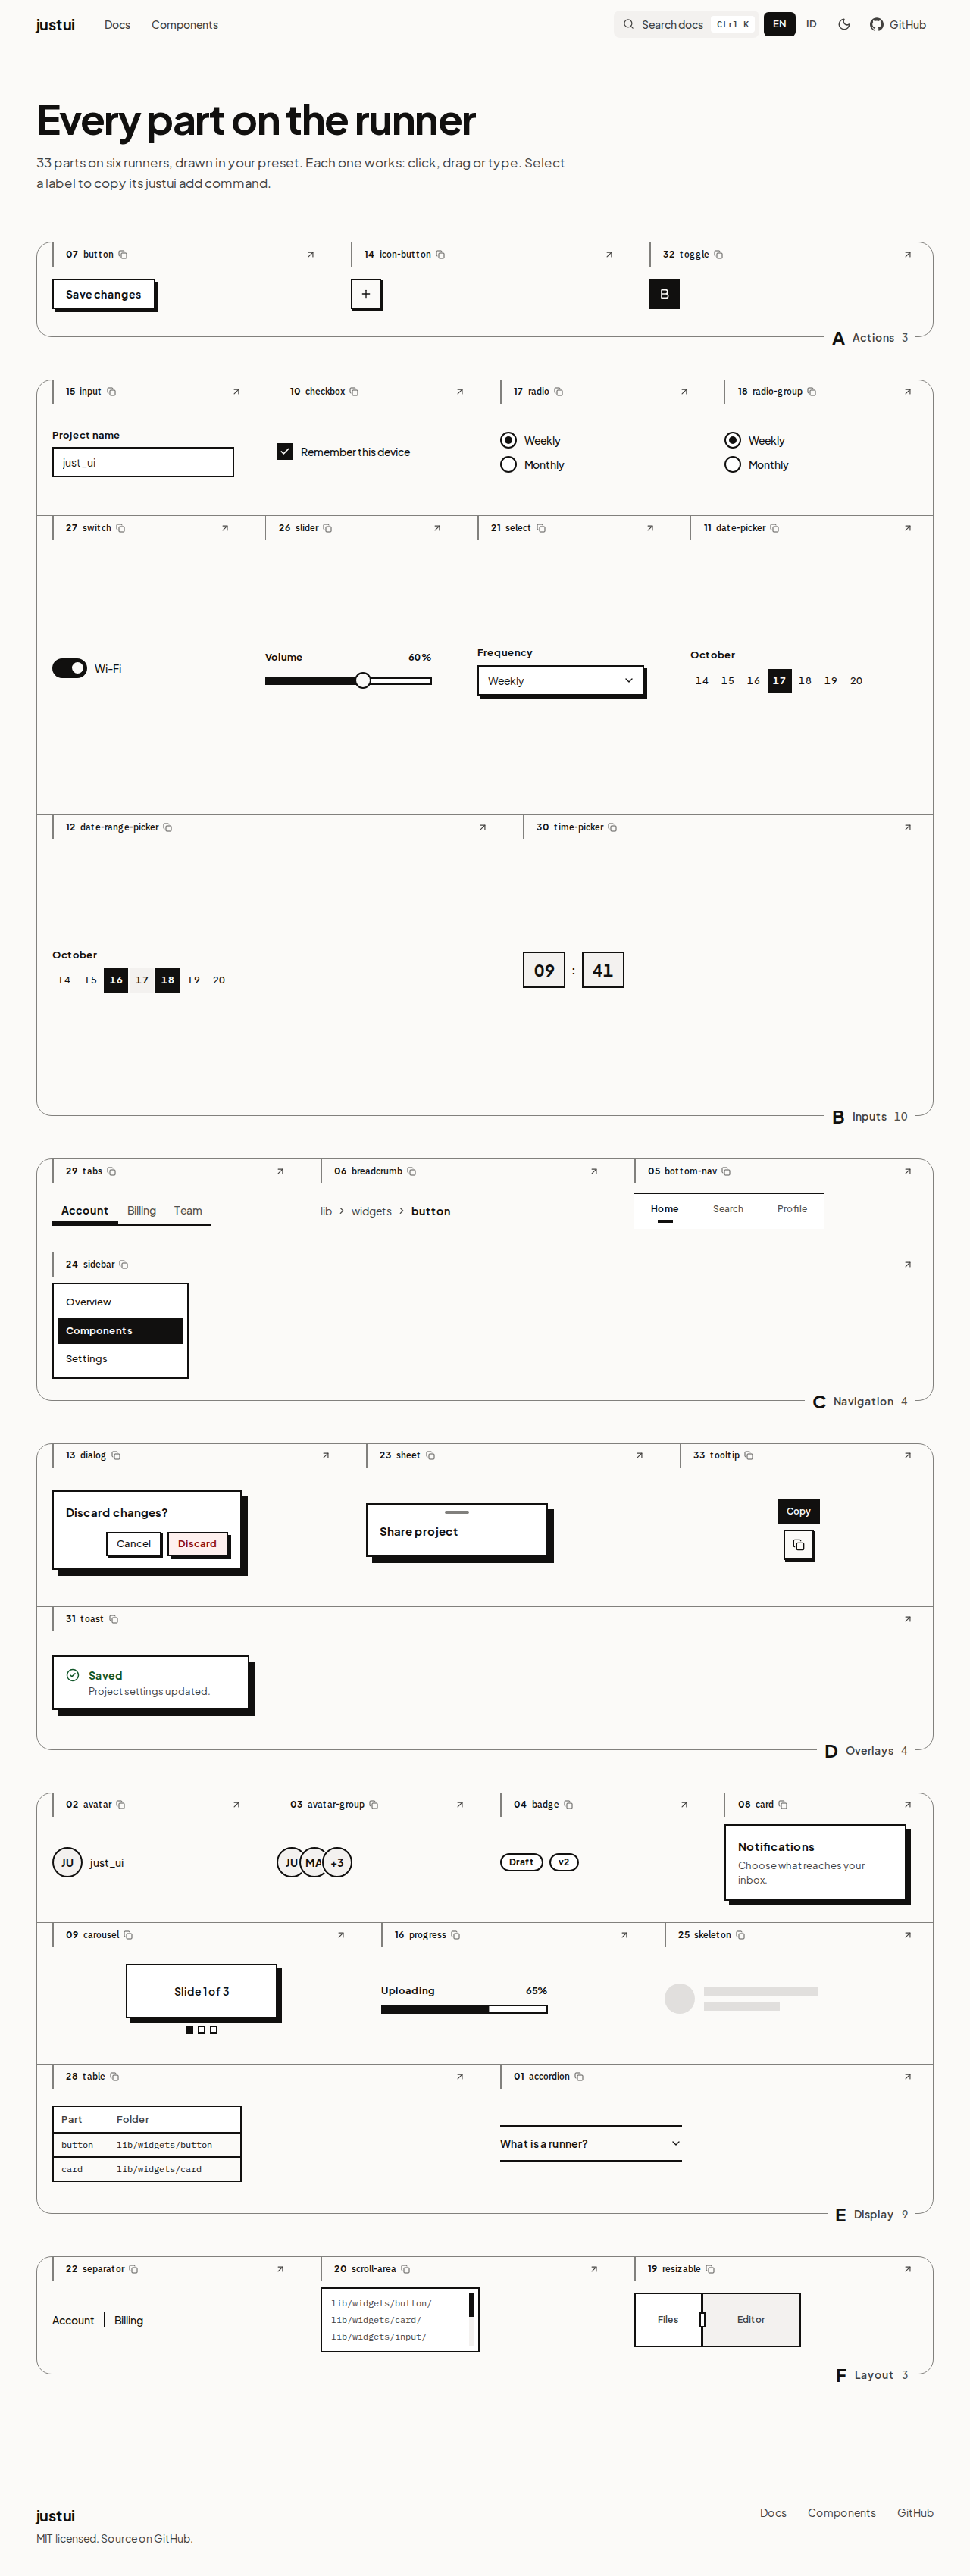 justui Docs Components Search docs Ctrl K EN ID GitHub
Every part on the runner
33 parts on six runners, drawn in your preset. Each one works: click, drag or type. Select
a label to copy its justui add command.
07 button 14 icon-button 32 toggle
Save changes B
A Actions 3
15 input 10 checkbox 17 radio 18 radio-group
Project name
just_ui
Remember this device
Weekly
Monthly
Weekly
Monthly
27 switch 26 slider 21 select 11 date-picker
Wi-Fi
Volume 60%
Frequency
Weekly
October
14 15 16 17 18 19 20
12 date-range-picker 30 time-picker
October
14 15 16 17 18 19 20
09 : 41
B Inputs 10
29 tabs 06 breadcrumb 05 bottom-nav
Account Billing Team
lib > widgets > button
Home Search Profile
24 sidebar
Overview
Components
Settings
C Navigation 4
13 dialog 23 sheet 33 tooltip
Discard changes?
Cancel Discard
Share project
Copy
31 toast
Saved
Project settings updated.
D Overlays 4
02 avatar 03 avatar-group 04 badge 08 card
JU just_ui
JU MA +3
Draft v2
Notifications
Choose what reaches your
inbox.
09 carousel 16 progress 25 skeleton
Slide 1 of 3
Uploading 65%
28 table 01 accordion
Part Folder
button lib/widgets/button
card lib/widgets/card
What is a runner?
E Display 9
22 separator 20 scroll-area 19 resizable
Account Billing
lib/widgets/button/
lib/widgets/card/
lib/widgets/input/
Files Editor
F Layout 3
justui Docs Components GitHub
MIT licensed. Source on GitHub.